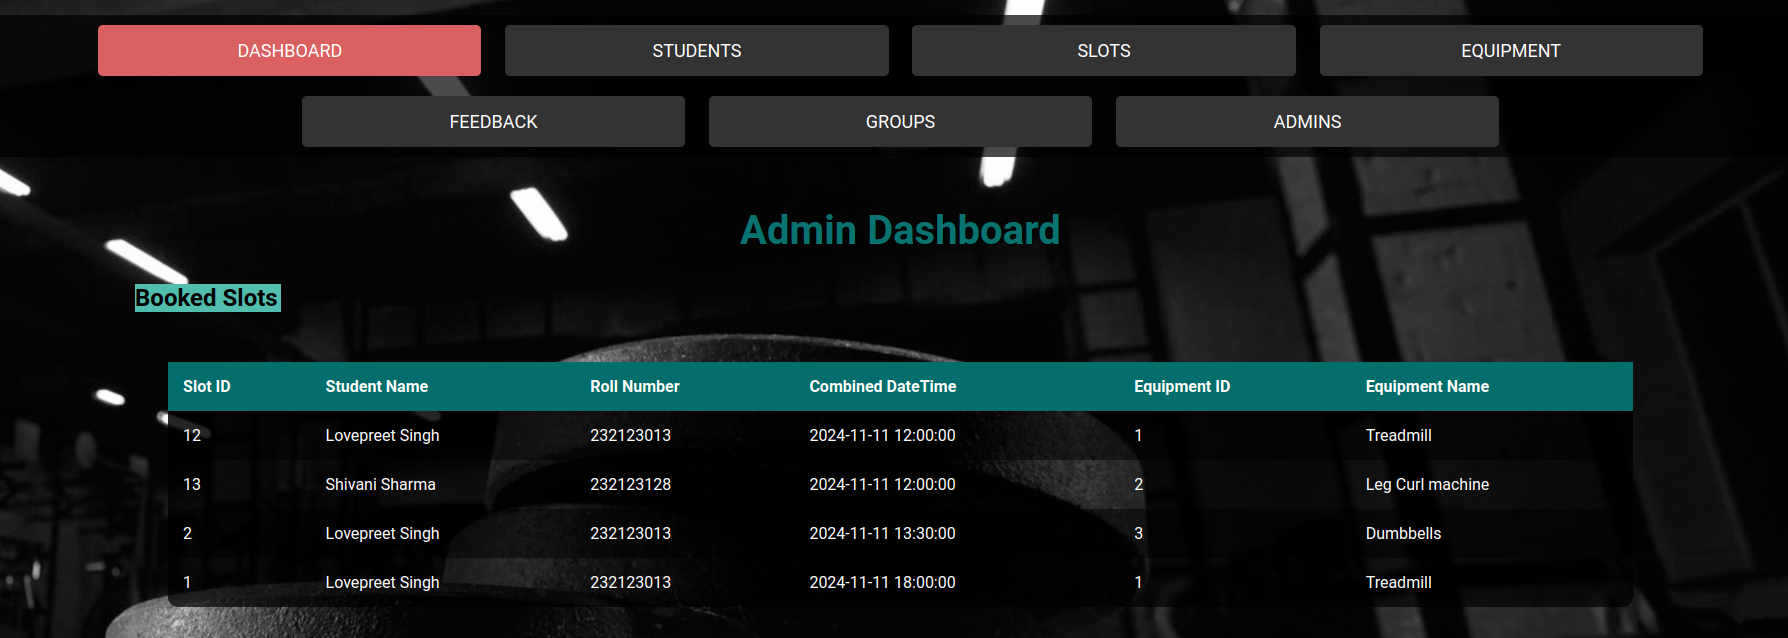 DASHBOARD STUDENTS SLOTS EQUIPMENT
FEEDBACK GROUPS ADMINS
Admin Dashboard
Booked Slots
Slot ID Student Name Roll Number Combined DateTime Equipment ID Equipment Name
12 Lovepreet Singh 232123013 2024-11-11 12:00:00 1 Treadmill
13 Shivani Sharma 232123128 2024-11-11 12:00:00 2 Leg Curl machine
2 Lovepreet Singh 232123013 2024-11-11 13:30:00 3 Dumbbells
1 Lovepreet Singh 232123013 2024-11-11 18:00:00 1 Treadmill